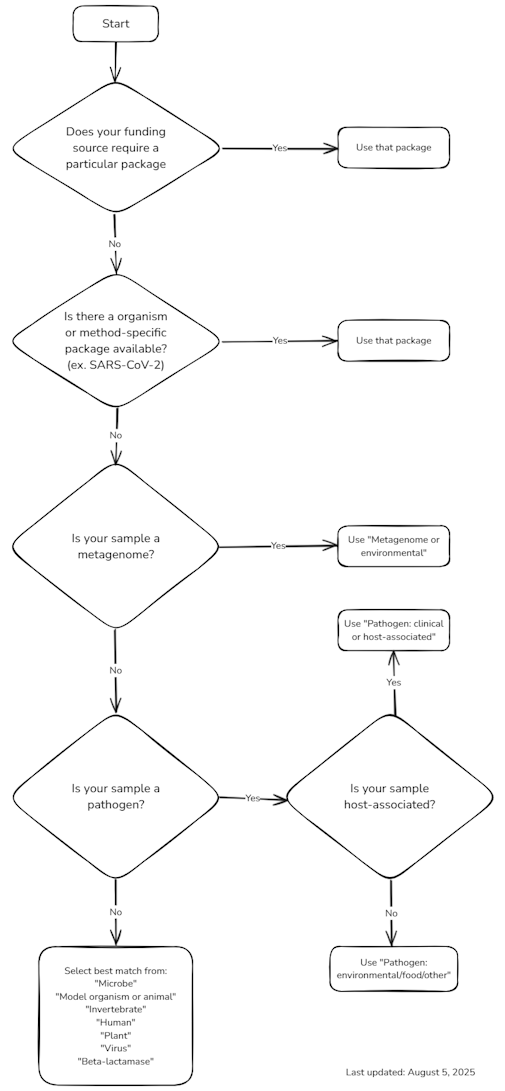 Start
Does your funding
source require a
particular package
Yes
Use that package
No
Is there a organism
or method-specific
package available?
(ex. SARS-CoV-2)
Yes
Use that package
No
Is your sample a
metagenome?
Yes
Use "Metagenome or
environmental"
No
Use "Pathogen: clinical
or host-associated"
Yes
Is your sample a
pathogen?
Yes
Is your sample
host-associated?
No
No
Select best match from:
"Microbe"
"Model organism or animal"
"Invertebrate"
"Human"
"Plant"
"Virus"
"Beta-lactamase"
Use "Pathogen:
environmental/food/other"
Last updated: August 5, 2025